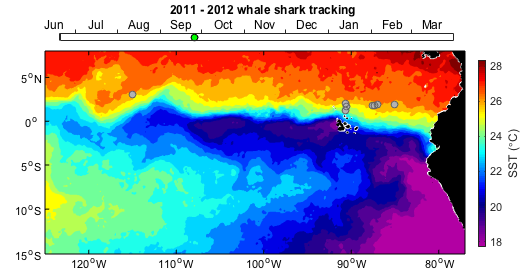 2011 - 2012 whale shark tracking
Jun Jul Aug Sep Oct Nov Dec Jan Feb Mar
5°N
0°
5°S
10°S
15°S
120°W 110°W 100°W 90°W 80°W
28
26
24
22
20
18
SST (°C)